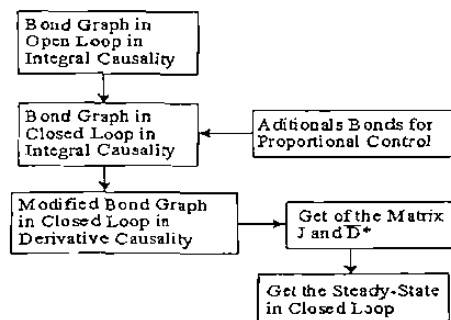 Bond Graph in
Open Loop in
Integral Causality
Bond Graph in
Closed Loop in
Integral Causality
Aditionals Bonds for
Proportional Control
Modified Bond Graph
in Closed Loop in
Derivative Causality
Get of the Matrix
J and D̅*
Get the Steady-State
in Closed Loop